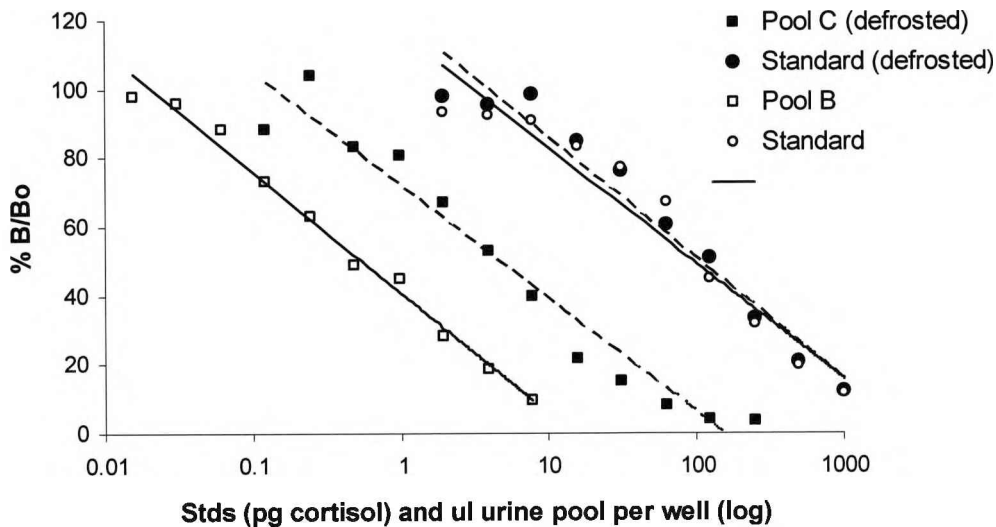 % B/Bo
120
100
80
60
40
20
0
0.01
0.1
1
10
100
1000
Stds (pg cortisol) and ul urine pool per well (log)
Pool C (defrosted)
Standard (defrosted)
Pool B
Standard